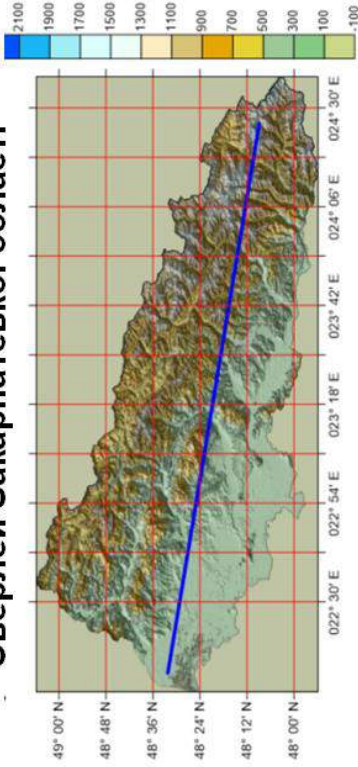 Оверлей Закарпатської області
2100
1900
1700
1500
1300
1100
900
700
500
300
100
-100
49° 00' N
48° 48' N
48° 36' N
48° 24' N
48° 12' N
48° 00' N
022° 30' E
022° 54' E
023° 18' E
023° 42' E
024° 06' E
024° 30' E